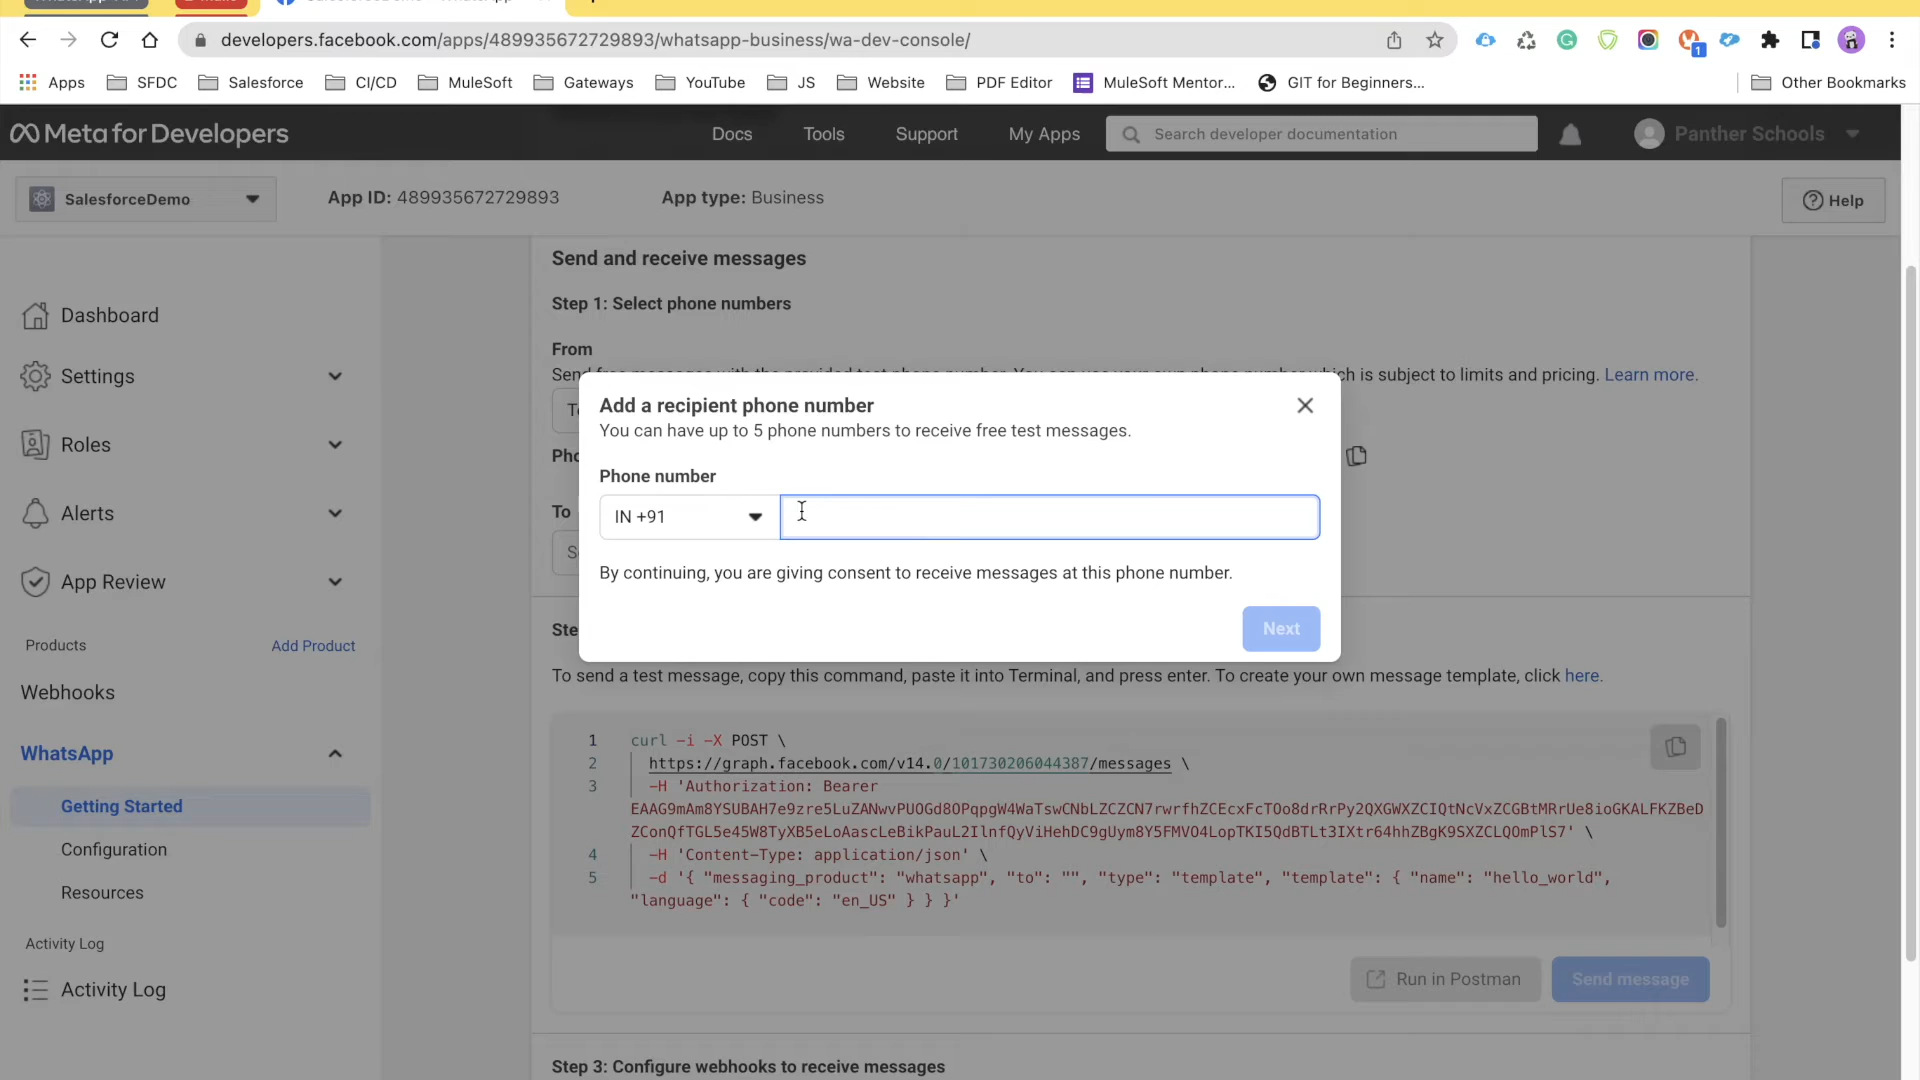 developers.facebook.com/apps/489935672729893/whatsapp-business/wa-dev-console/
1
Apps SFDC Salesforce CI/CD MuleSoft Gateways YouTube JS Website PDF Editor MuleSoft Mentor... GIT for Beginners... Other Bookmarks
Meta for Developers Docs Tools Support My Apps Search developer documentation Panther Schools
SalesforceDemo App ID: 489935672729893 App type: Business Help
Send and receive messages
Step 1: Select phone numbers
Dashboard
From
Settings
which is subject to limits and pricing. Learn more.
Add a recipient phone number
You can have up to 5 phone numbers to receive free test messages.
Roles
Phone number
Alerts
To
IN +91
By continuing, you are giving consent to receive messages at this phone number.
App Review
Next
Products Add Product
To send a test message, copy this command, paste it into Terminal, and press enter. To create your own message template, click here.
Webhooks
WhatsApp
Getting Started
Configuration
Resources
1 curl -i -X POST \
2 https://graph.facebook.com/v14.0/101730206044387/messages \
3 -H 'Authorization: Bearer
4 -H 'Content-Type: application/json' \
5 -d '{ "messaging_product": "whatsapp", "to": "", "type": "template", "template": { "name": "hello_world",
"language": { "code": "en_US" } } }'
Activity Log
Activity Log
Run in Postman Send message
Step 3: Configure webhooks to receive messages